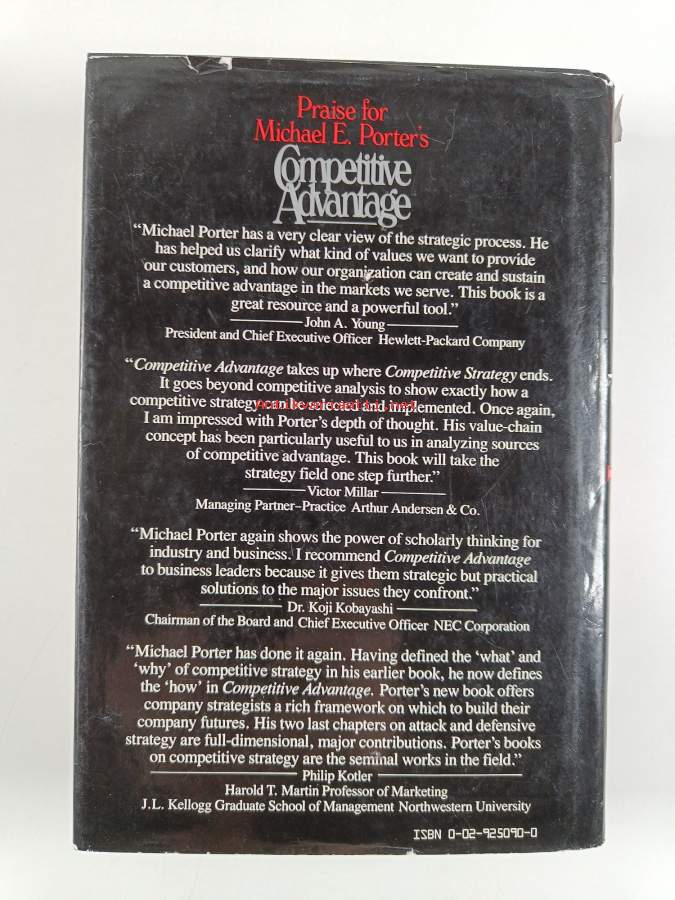 Praise for
Michael E. Porter's
Competitive
Advantage
“Michael Porter has a very clear view of the strategic process. He
has helped us clarify what kind of values we want to provide
our customers, and how our organization can create and sustain
a competitive advantage in the markets we serve. This book is a
great resource and a powerful tool.”
John A. Young
President and Chief Executive Officer Hewlett-Packard Company
“Competitive Advantage takes up where Competitive Strategy ends.
It goes beyond competitive analysis to show exactly how a
competitive strategy can be selected and implemented. Once again,
I am impressed with Porter's depth of thought. His value-chain
concept has been particularly useful to us in analyzing sources
of competitive advantage. This book will take the
strategy field one step further.”
Victor Millar
Managing Partner–Practice Arthur Andersen & Co.
“Michael Porter again shows the power of scholarly thinking for
industry and business. I recommend Competitive Advantage
to business leaders because it gives them strategic but practical
solutions to the major issues they confront.”
Dr. Koji Kobayashi
Chairman of the Board and Chief Executive Officer NEC Corporation
“Michael Porter has done it again. Having defined the ‘what’ and
‘why’ of competitive strategy in his earlier book, he now defines
the ‘how’ in Competitive Advantage. Porter's new book offers
company strategists a rich framework on which to build their
company futures. His two last chapters on attack and defensive
strategy are full-dimensional, major contributions. Porter's books
on competitive strategy are the seminal works in the field.”
Philip Kotler
Harold T. Martin Professor of Marketing
J.L. Kellogg Graduate School of Management Northwestern University
ISBN 0-02-925090-0